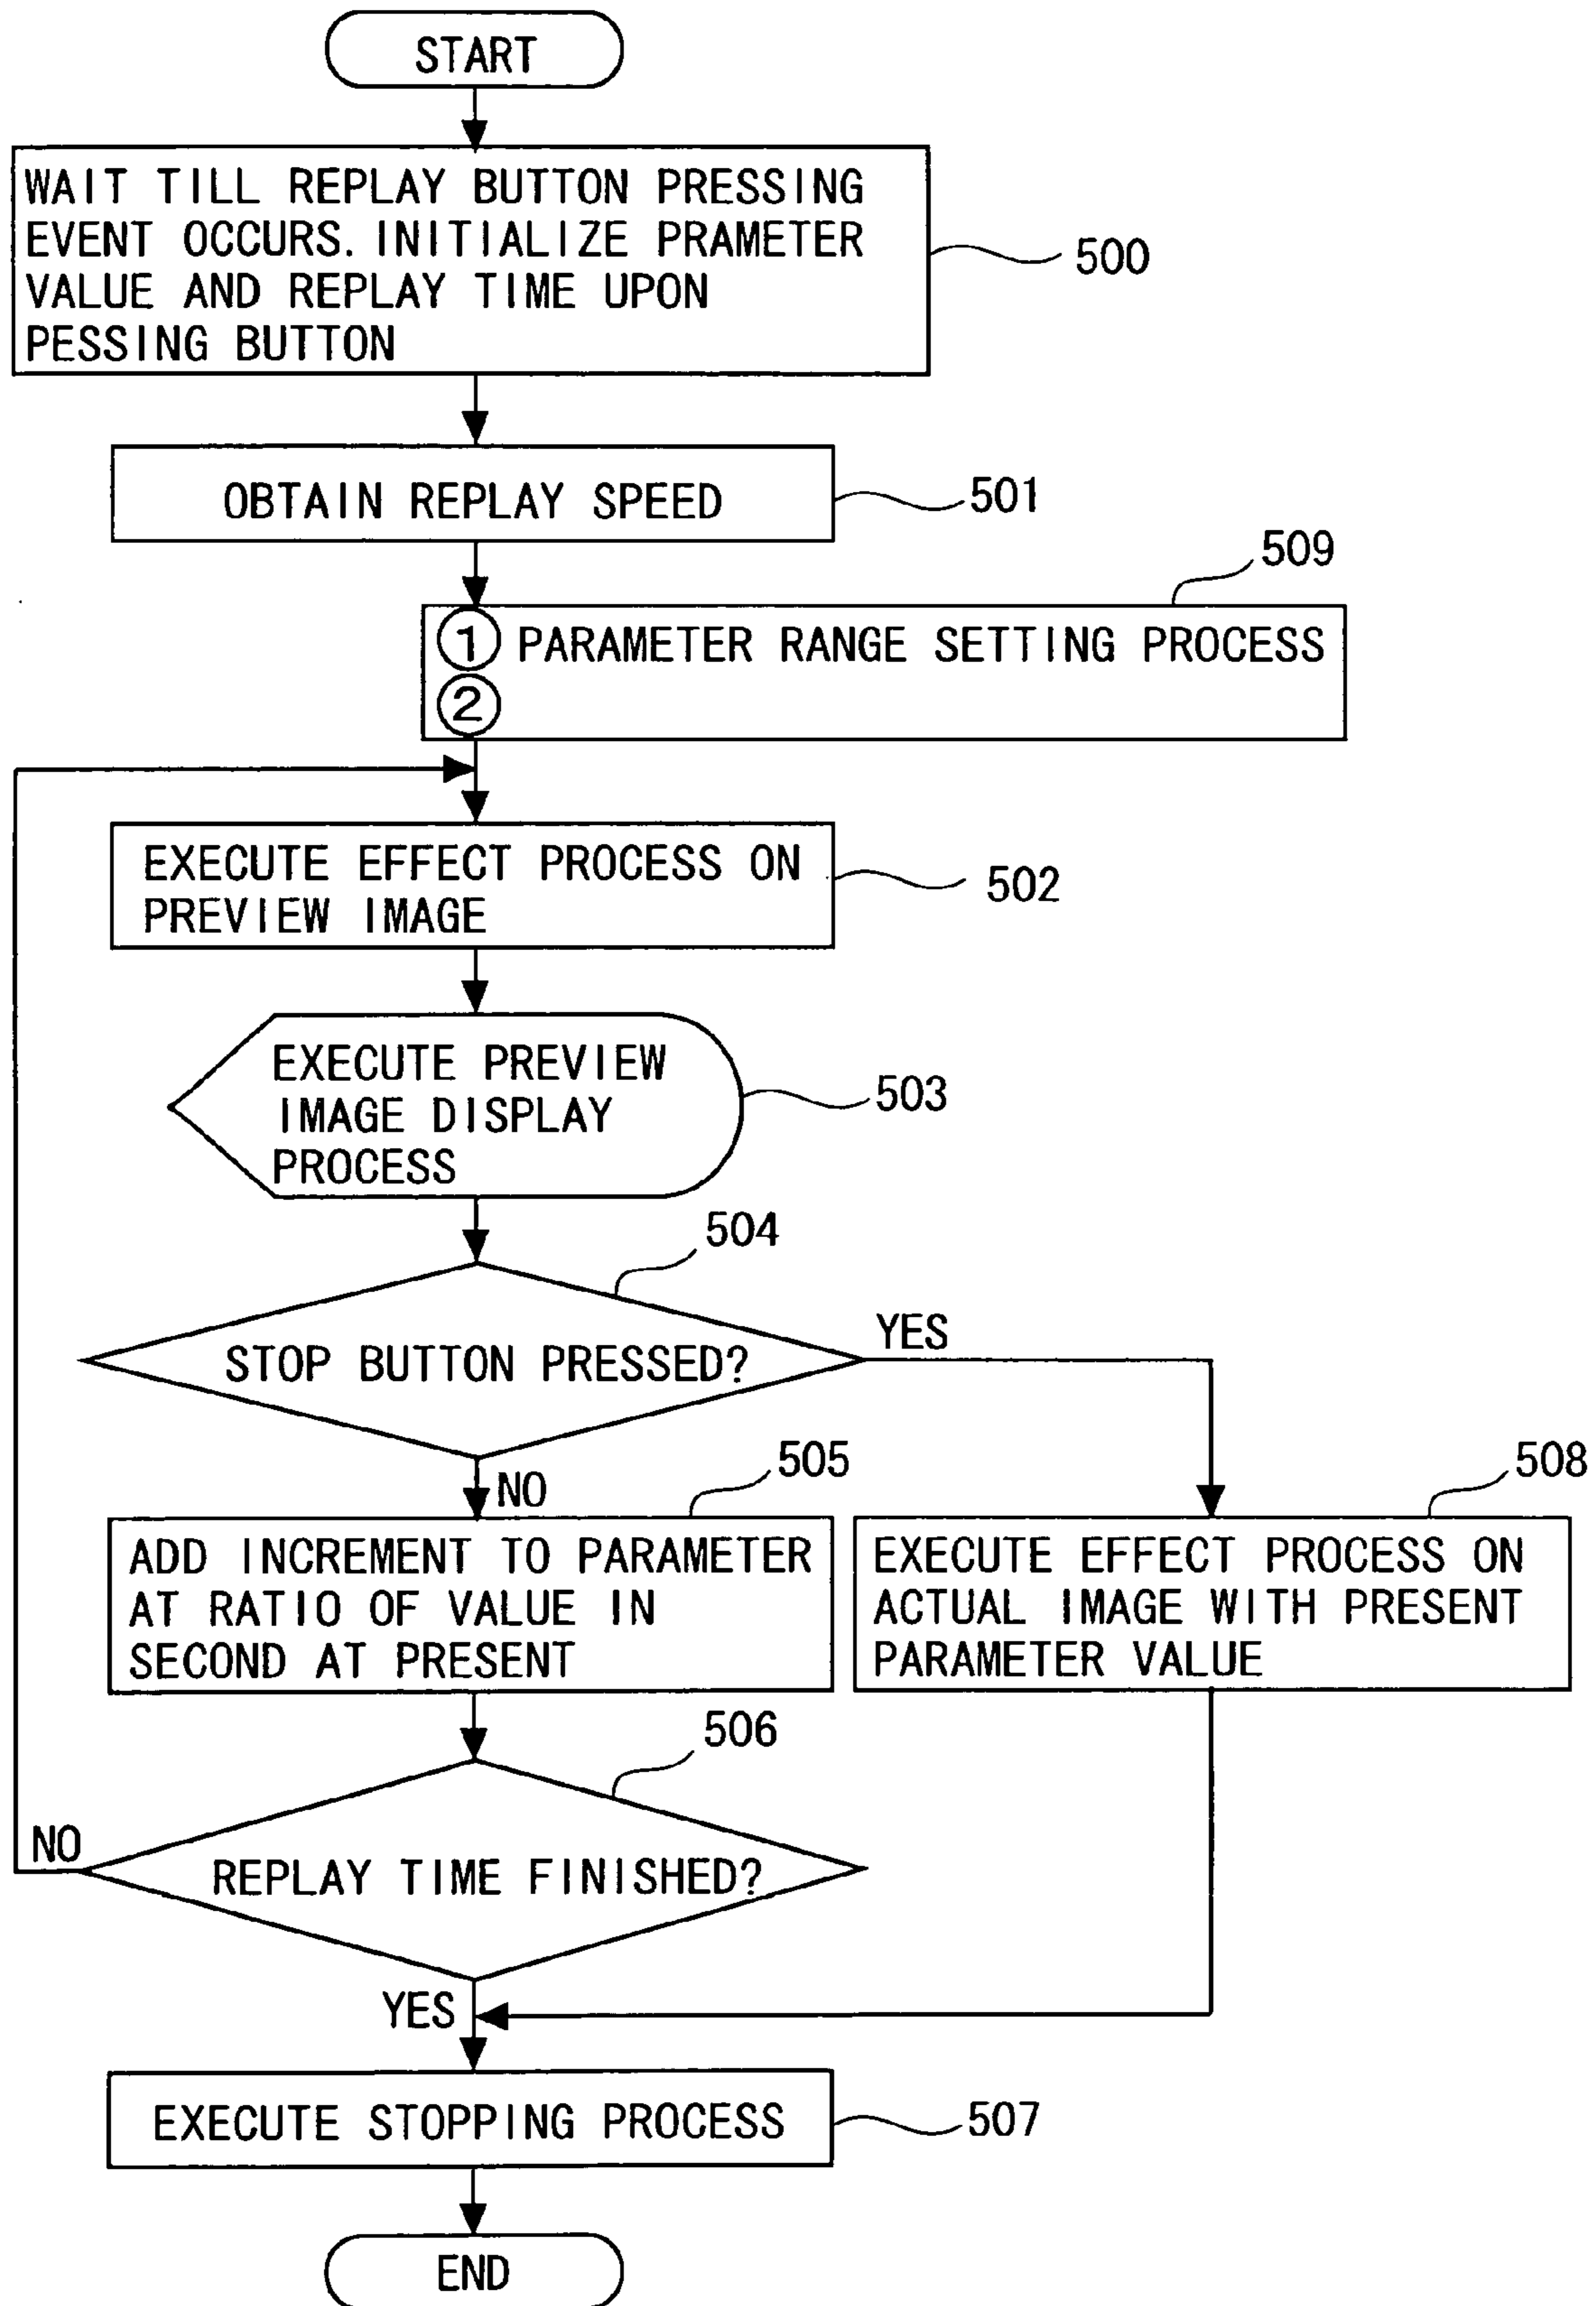 START
WAIT TILL REPLAY BUTTON PRESSING
EVENT OCCURS. INITIALIZE PRAMETER
VALUE AND REPLAY TIME UPON
PESSING BUTTON
500
OBTAIN REPLAY SPEED
501
509
① PARAMETER RANGE SETTING PROCESS
②
EXECUTE EFFECT PROCESS ON
PREVIEW IMAGE
502
EXECUTE PREVIEW
IMAGE DISPLAY
PROCESS
503
504
STOP BUTTON PRESSED?
YES
NO
505
ADD INCREMENT TO PARAMETER
AT RATIO OF VALUE IN
SECOND AT PRESENT
508
EXECUTE EFFECT PROCESS ON
ACTUAL IMAGE WITH PRESENT
PARAMETER VALUE
506
NO
REPLAY TIME FINISHED?
YES
EXECUTE STOPPING PROCESS
507
END